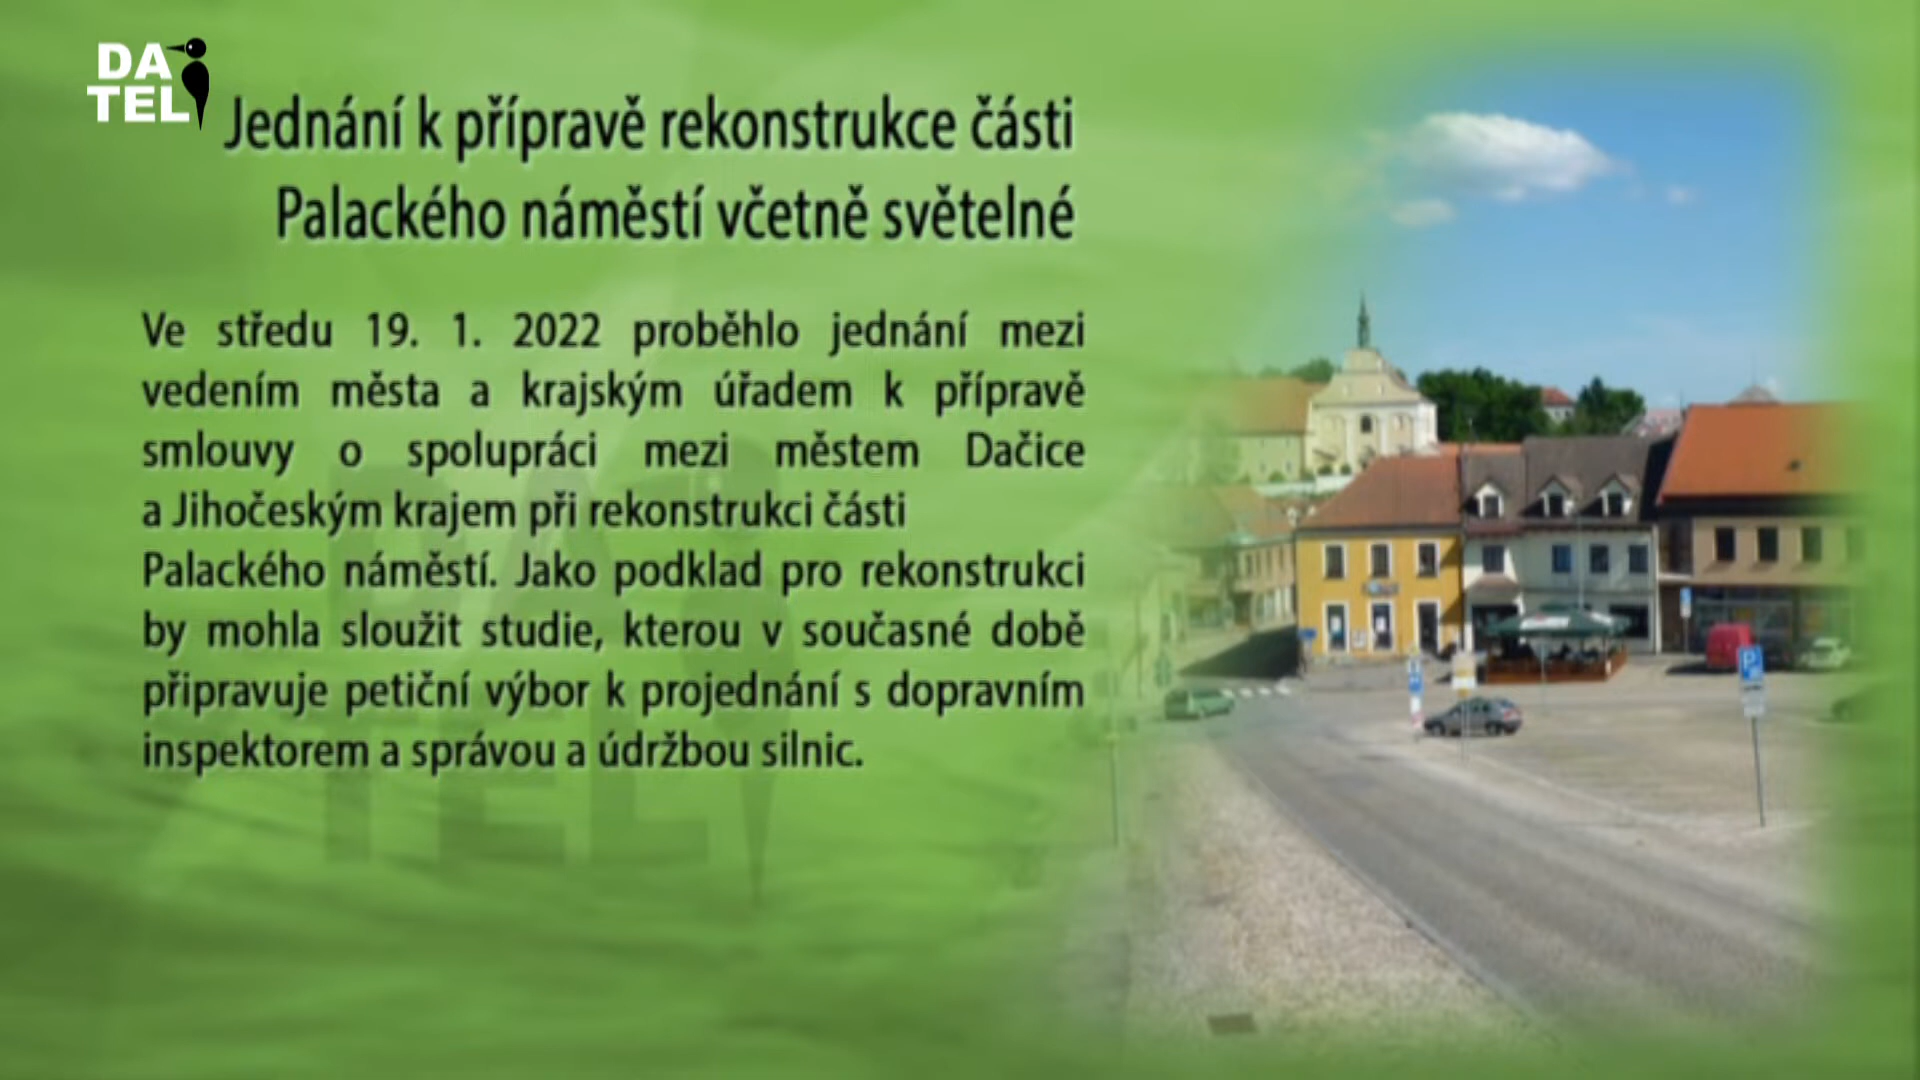 DA
TEL
Jednání k přípravě rekonstrukce části
Palackého náměstí včetně světelné
Ve středu 19. 1. 2022 proběhlo jednání mezi
vedením města a krajským úřadem k přípravě
smlouvy o spolupráci mezi městem Dačice
a Jihočeským krajem při rekonstrukci části
Palackého náměstí. Jako podklad pro rekonstrukci
by mohla sloužit studie, kterou v současné době
připravuje petiční výbor k projednání s dopravním
inspektorem a správou a údržbou silnic.
DA
TEL
P